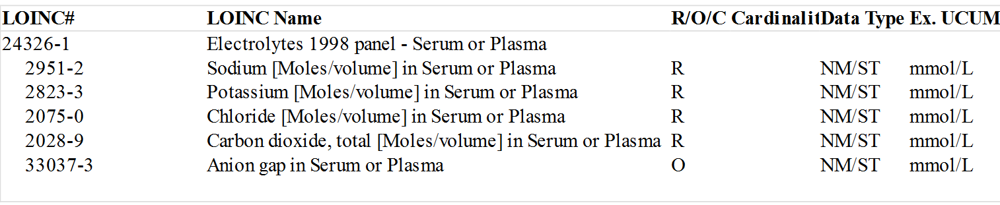 LOINC# LOINC Name R/O/C Cardinalit Data Type Ex. UCUM
24326-1 Electrolytes 1998 panel - Serum or Plasma
2951-2 Sodium [Moles/volume] in Serum or Plasma R NM/ST mmol/L
2823-3 Potassium [Moles/volume] in Serum or Plasma R NM/ST mmol/L
2075-0 Chloride [Moles/volume] in Serum or Plasma R NM/ST mmol/L
2028-9 Carbon dioxide, total [Moles/volume] in Serum or Plasma R NM/ST mmol/L
33037-3 Anion gap in Serum or Plasma O NM/ST mmol/L